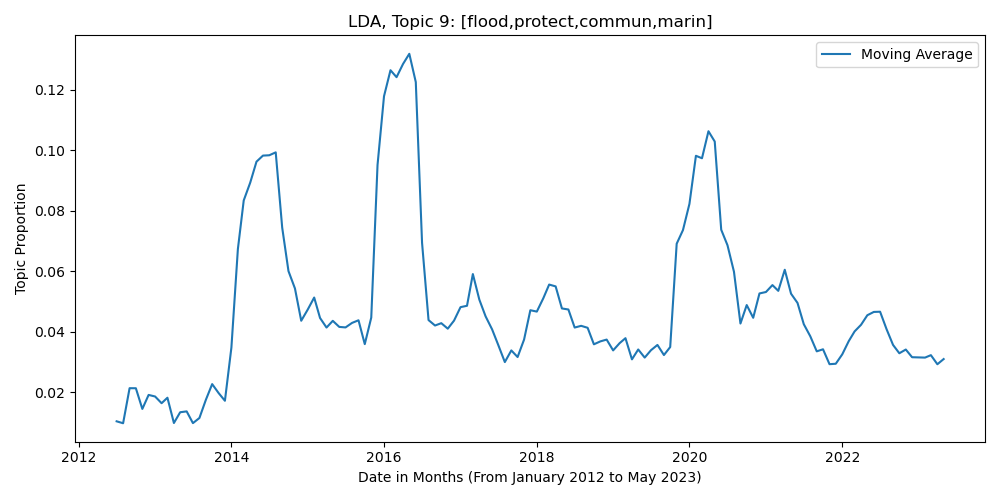 LDA, Topic 9: [flood,protect,commun,marin]
Moving Average
Topic Proportion
0.12
0.10
0.08
0.06
0.04
0.02
2012 2014 2016 2018 2020 2022
Date in Months (From January 2012 to May 2023)